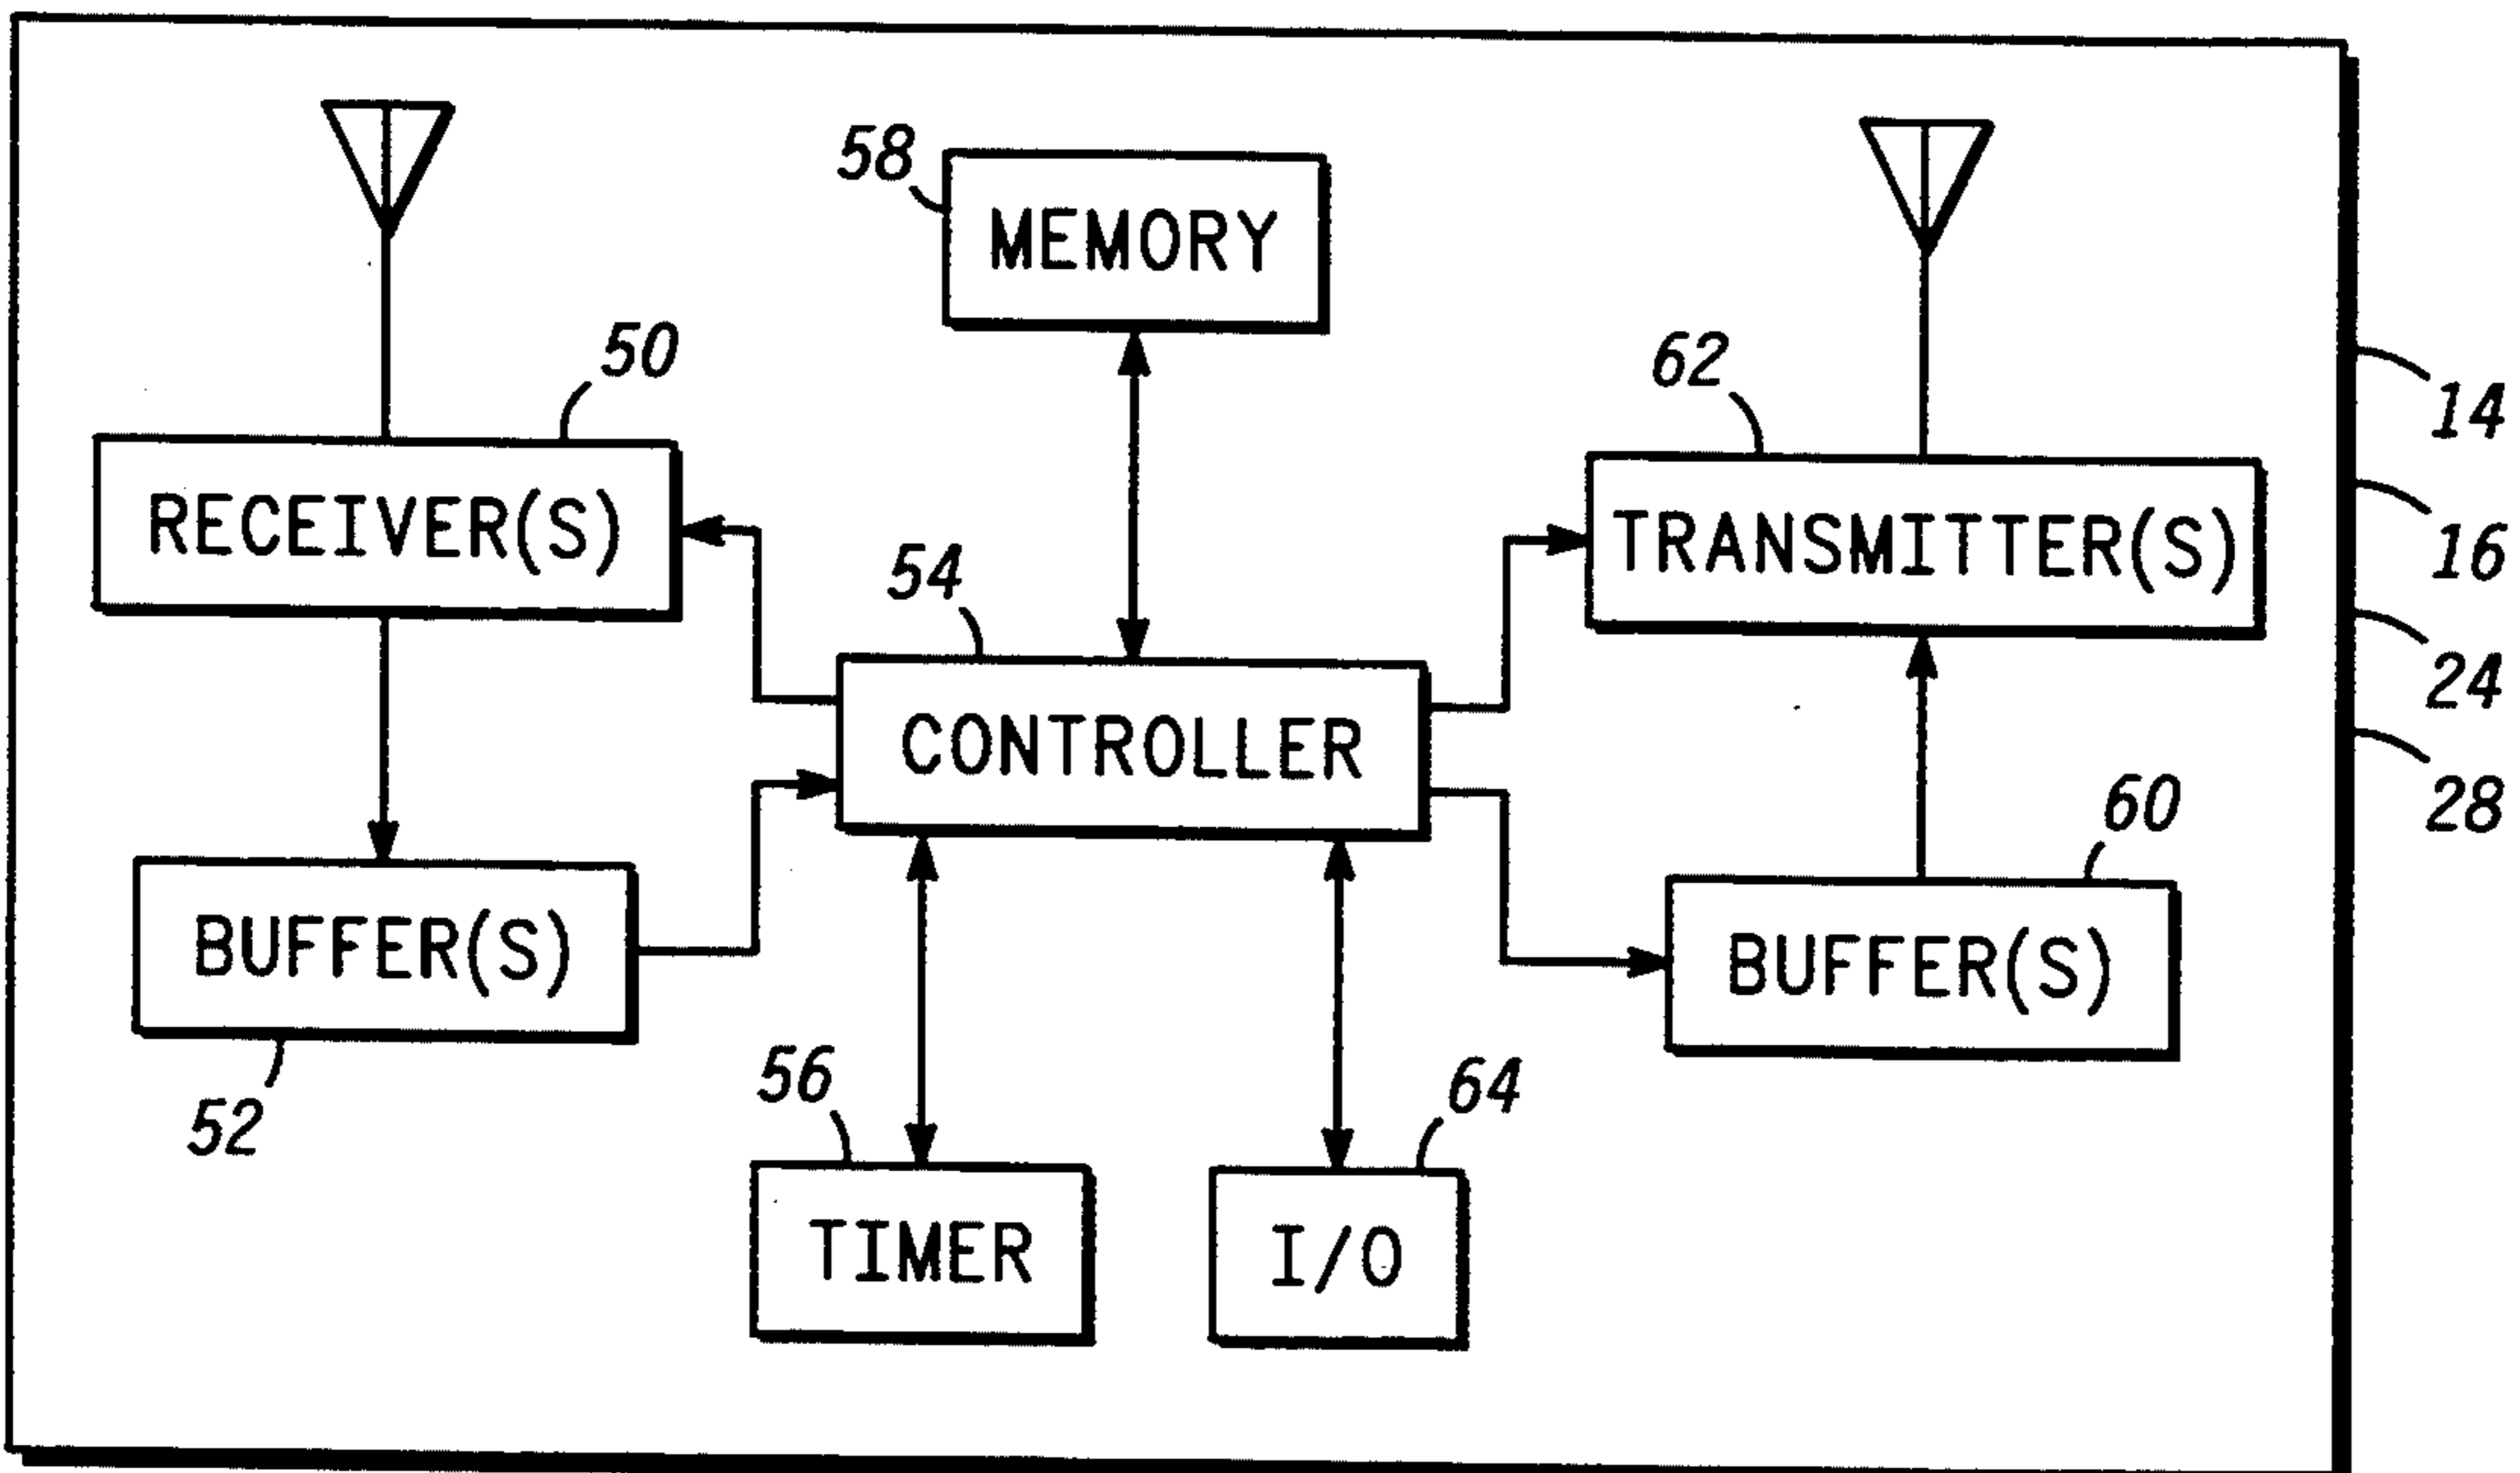 58
MEMORY
50
62
14
RECEIVER(S)
TRANSMITTER(S)
16
54
24
CONTROLLER
28
60
BUFFER(S)
BUFFER(S)
52
56
64
TIMER
I/O